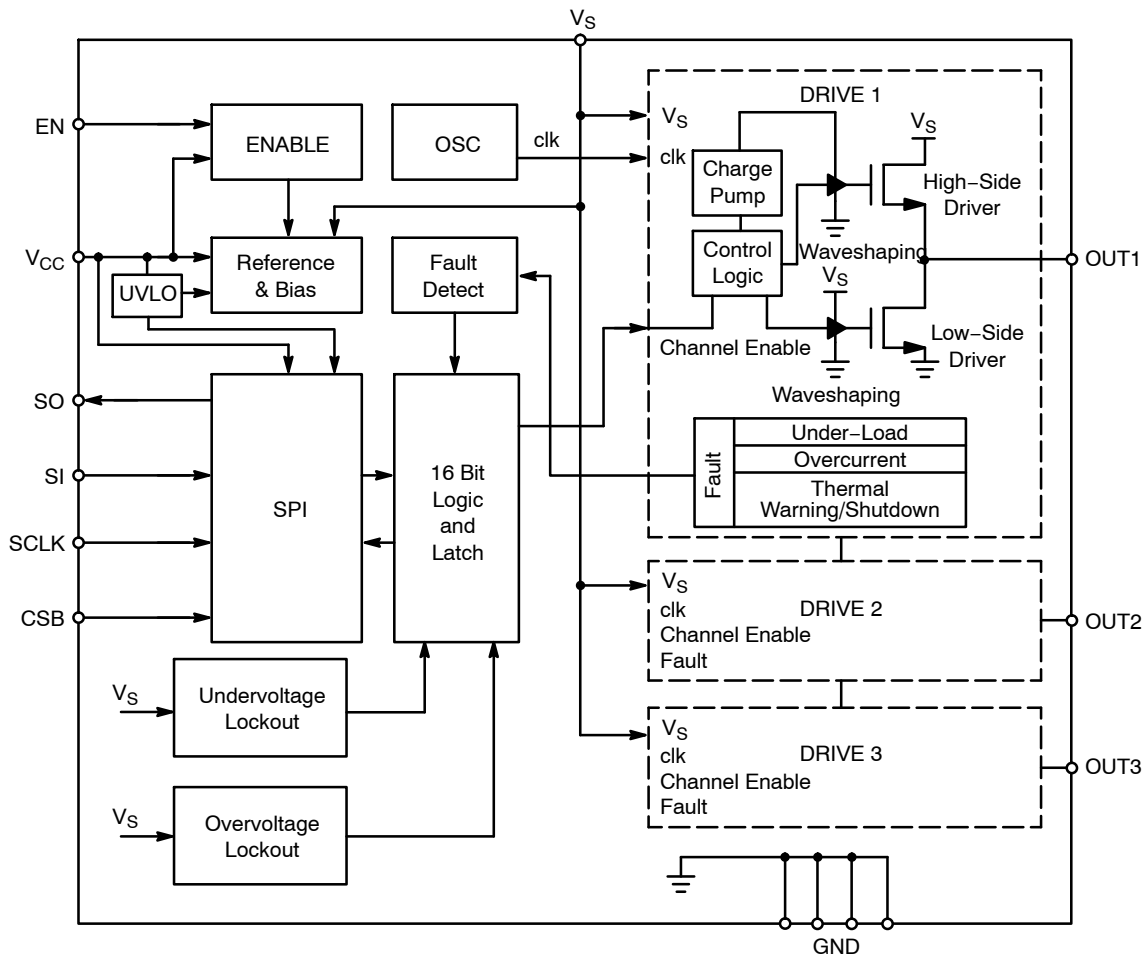 VS
EN
ENABLE
OSC
clk
VCC
UVLO
Reference
& Bias
Fault
Detect
SO
SI
SCLK
CSB
SPI
16 Bit
Logic
and
Latch
VS
Undervoltage
Lockout
VS
Overvoltage
Lockout
DRIVE 1
VS
clk
Charge
Pump
Control
Logic
Channel Enable
VS
High−Side
Driver
Waveshaping
VS
Low−Side
Driver
Waveshaping
Fault
Under−Load
Overcurrent
Thermal
Warning/Shutdown
OUT1
DRIVE 2
VS
clk
Channel Enable
Fault
OUT2
DRIVE 3
VS
clk
Channel Enable
Fault
OUT3
GND